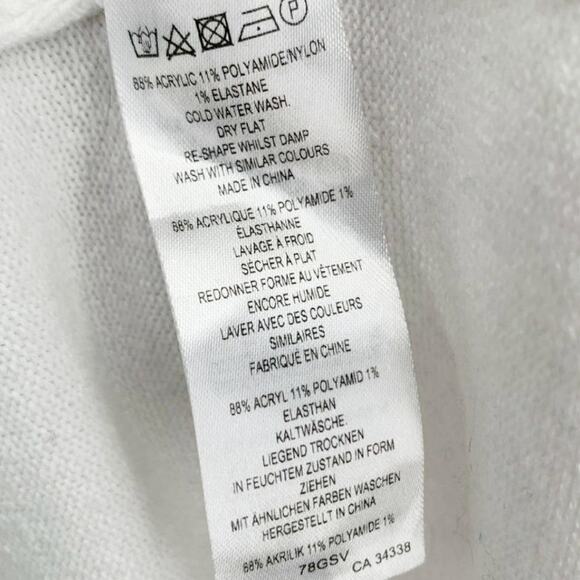 P
88% ACRYLIC 11% POLYAMIDE/NYLON
1% ELASTANE
COLD WATER WASH.
DRY FLAT
RE-SHAPE WHILST DAMP
WASH WITH SIMILAR COLOURS
MADE IN CHINA
88% ACRYLIQUE 11% POLYAMIDE 1%
ÉLASTHANNE
LAVAGE À FROID
SÉCHER À PLAT
REDONNER FORME AU VÊTEMENT
ENCORE HUMIDE
LAVER AVEC DES COULEURS
SIMILAIRES
FABRIQUÉ EN CHINE
88% ACRYL 11% POLYAMID 1%
ELASTHAN
KALTWÄSCHE.
LIEGEND TROCKNEN
IN FEUCHTEM ZUSTAND IN FORM
ZIEHEN
MIT ÄHNLICHEN FARBEN WASCHEN
HERGESTELLT IN CHINA
88% AKRILIK 11% POLYAMIDE 1%
78GSV CA 34338